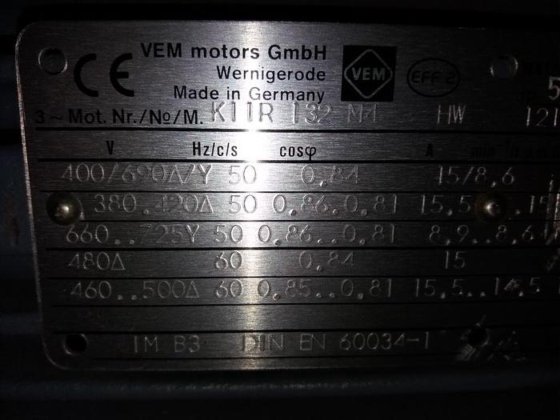 VEM motors GmbH
Wernigerode
Made in Germany
CE VEM EFF 2
3~Mot. Nr./No/M. K11R 132 M4 HW 121
V Hz/c/s cosφ A
400/690Δ/Y 50 0,84 15/8,6
380..420Δ 50 0,86..0,81 15,5..
660..725Y 50 0,86..0,81 8,9..8,6
480Δ 60 0,84 15
460..500Δ 60 0,85..0,81 15,5..14,5
IM B3 DIN EN 60034-1